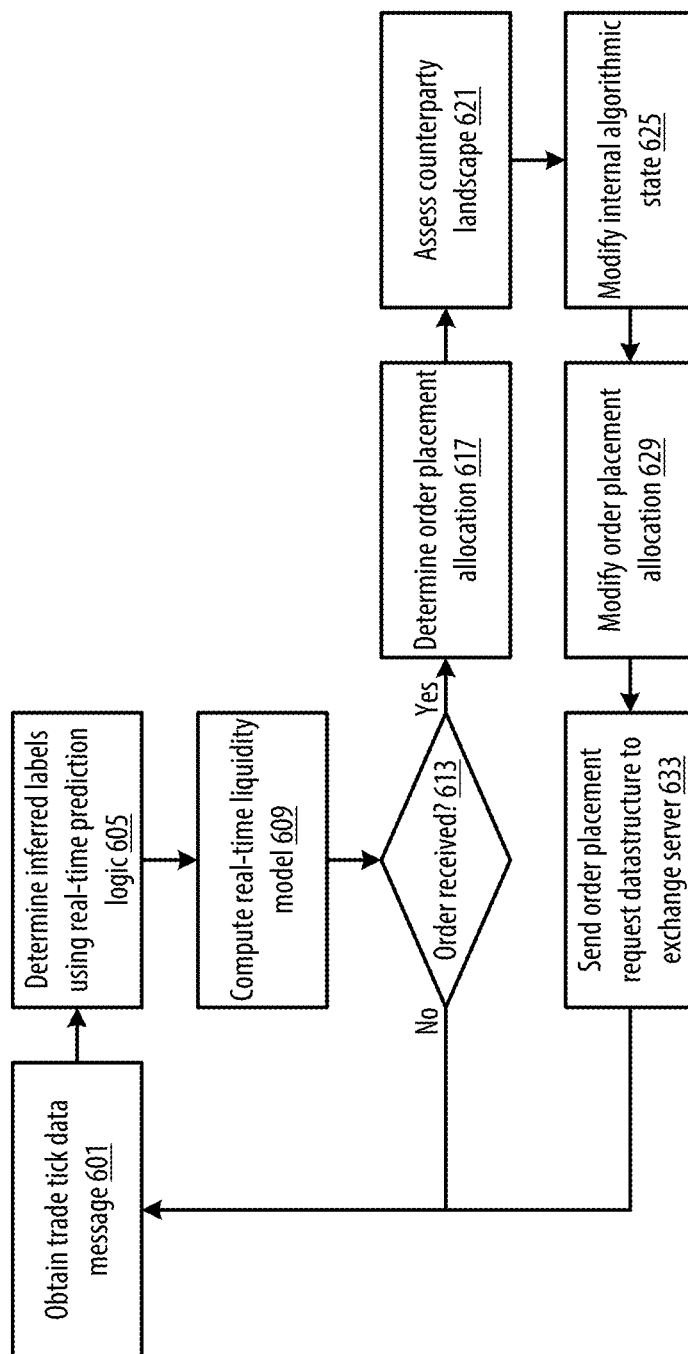 Obtain trade tick data
message 601
Determine inferred labels
using real-time prediction
logic 605
Compute real-time liquidity
model 609
Order received? 613
No
Yes
Determine order placement
allocation 617
Assess counterparty
landscape 621
Modify internal algorithmic
state 625
Modify order placement
allocation 629
Send order placement
request datastructure to
exchange server 633